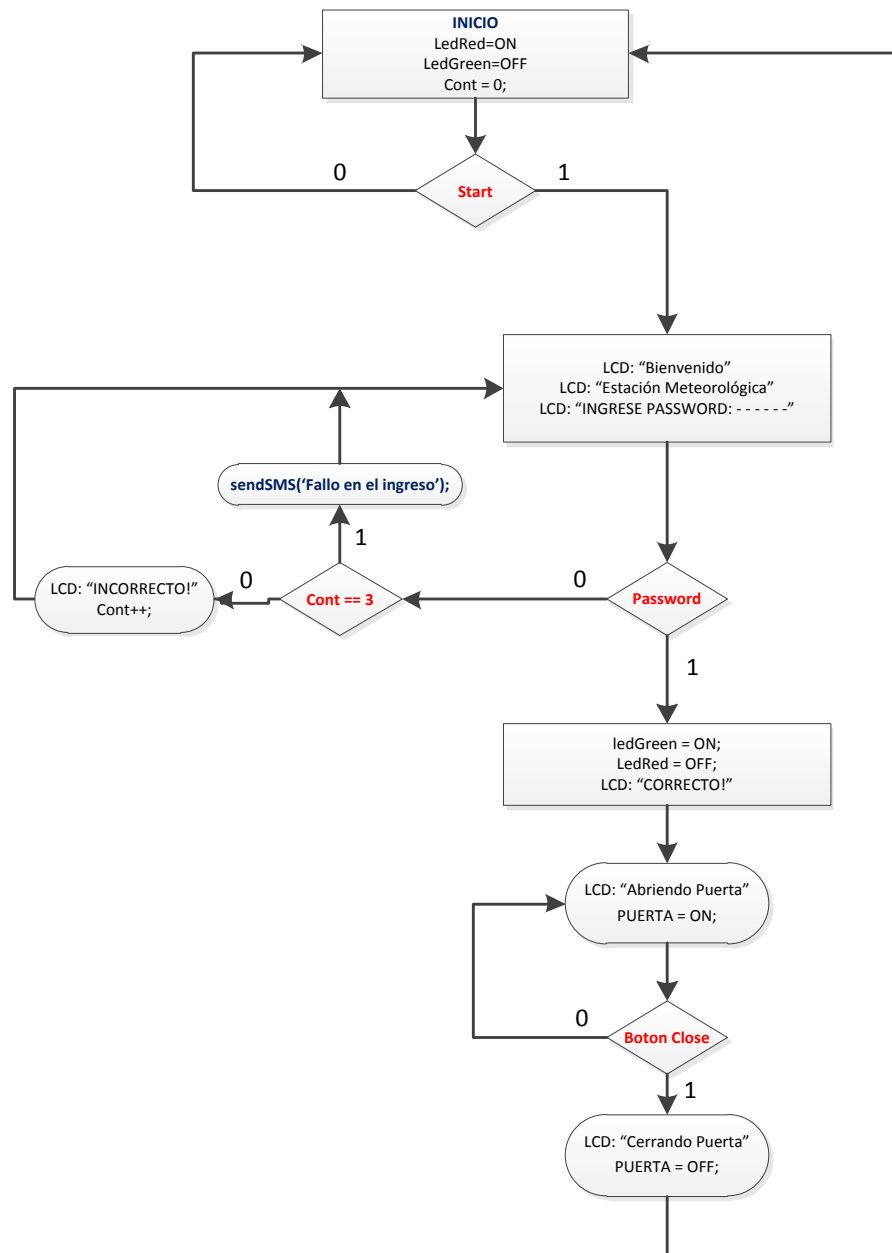 INICIO
LedRed=ON
LedGreen=OFF
Cont = 0;
0
1
Start
LCD: “Bienvenido”
LCD: “Estación Meteorológica”
LCD: “INGRESE PASSWORD: - - - - - -”
sendSMS(‘Fallo en el ingreso’);
1
LCD: “INCORRECTO!”
Cont++;
0
Cont == 3
0
Password
1
ledGreen = ON;
LedRed = OFF;
LCD: “CORRECTO!”
LCD: “Abriendo Puerta”
PUERTA = ON;
0
Boton Close
1
LCD: “Cerrando Puerta”
PUERTA = OFF;